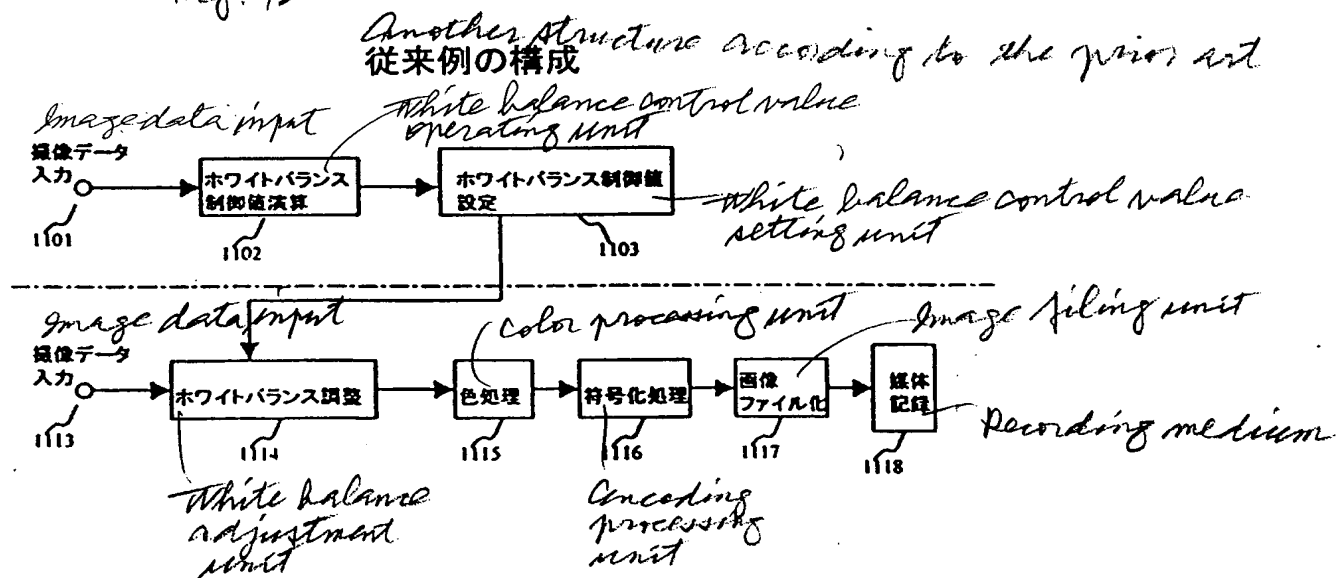 Another structure according to the prior art
従来例の構成
Image data input
White balance control value
operating unit
撮像データ
入力
ホワイトバランス
制御値演算
ホワイトバランス制御値
設定
White balance control value
setting unit
1101
1102
1103
Image data input
color processing unit
Image filing unit
撮像データ
入力
ホワイトバランス調整
色処理
符号化処理
画像
ファイル化
媒体
記録
Recording medium
1113
1114
1115
1116
1117
1118
White balance
adjustment
unit
encoding
processing
unit